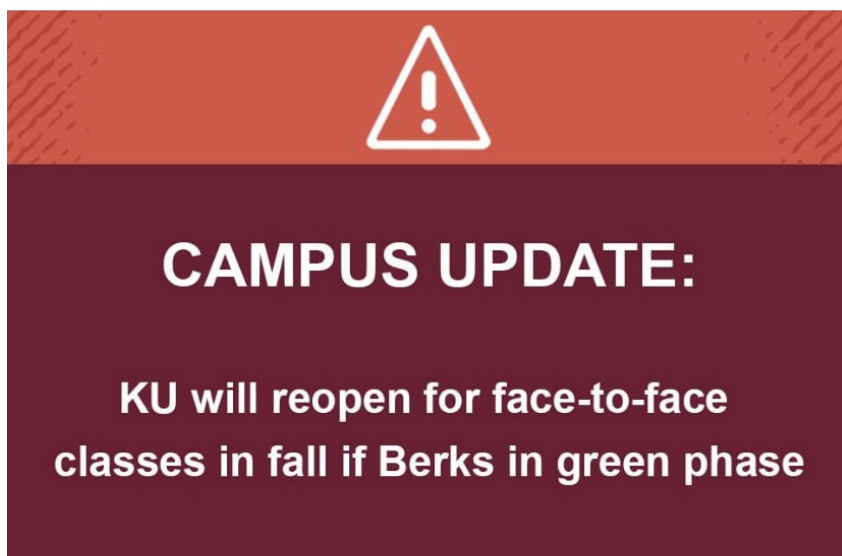 CAMPUS UPDATE:
KU will reopen for face-to-face
classes in fall if Berks in green phase